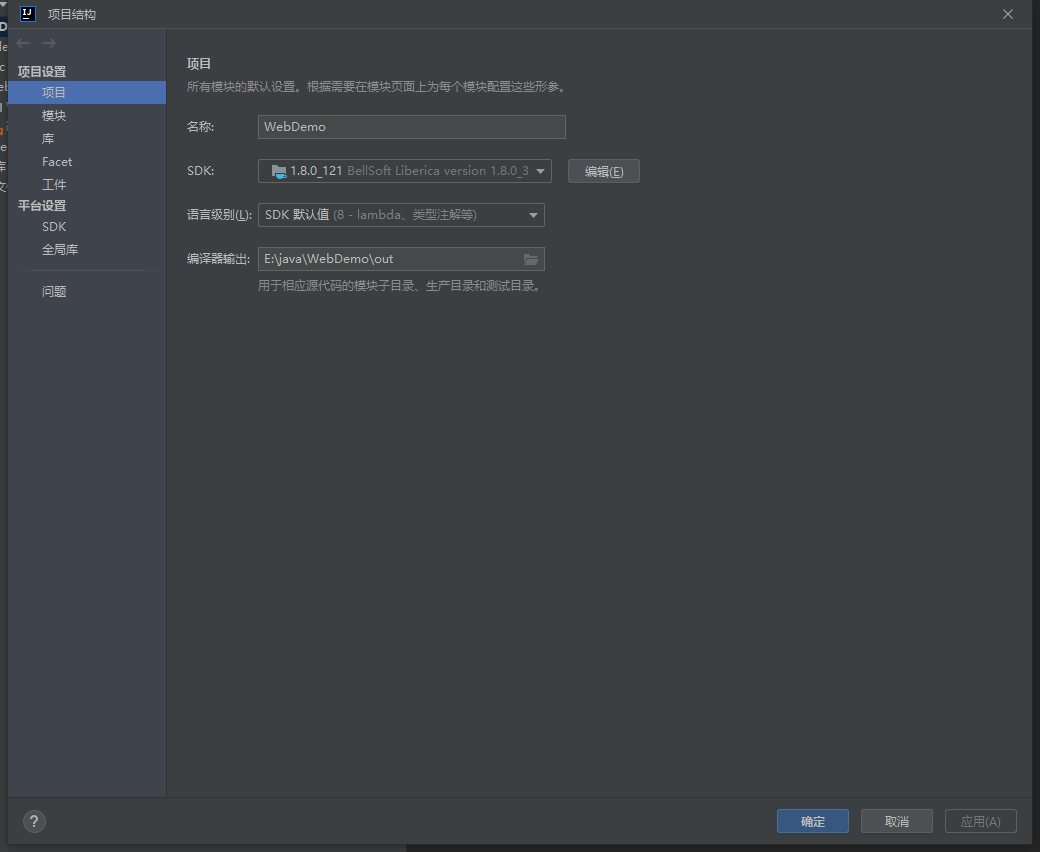 项目结构
项目设置
项目
模块
库
Facet
工件
平台设置
SDK
全局库
问题
项目
所有模块的默认设置。根据需要在模块页面上为每个模块配置这些形参。
名称: WebDemo
SDK: 1.8.0_121 BellSoft Liberica version 1.8.0_3 编辑(E)
语言级别(L): SDK 默认值 (8 - lambda、类型注解等)
编译器输出: E:\java\WebDemo\out
用于相应源代码的模块子目录、生产目录和测试目录。
? 确定 取消 应用(A)